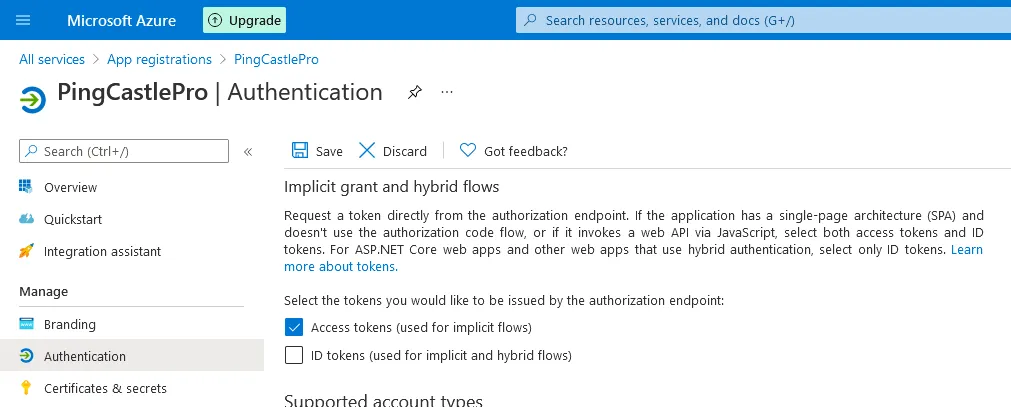 Microsoft Azure
Upgrade
Search resources, services, and docs (G+/)
All services > App registrations > PingCastlePro
PingCastlePro | Authentication
Search (Ctrl+/)
«
Save
Discard
Got feedback?
Overview
Quickstart
Integration assistant
Manage
Branding
Authentication
Certificates & secrets
Implicit grant and hybrid flows
Request a token directly from the authorization endpoint. If the application has a single-page architecture (SPA) and
doesn't use the authorization code flow, or if it invokes a web API via JavaScript, select both access tokens and ID
tokens. For ASP.NET Core web apps and other web apps that use hybrid authentication, select only ID tokens. Learn
more about tokens.
Select the tokens you would like to be issued by the authorization endpoint:
Access tokens (used for implicit flows)
ID tokens (used for implicit and hybrid flows)
Supported account types